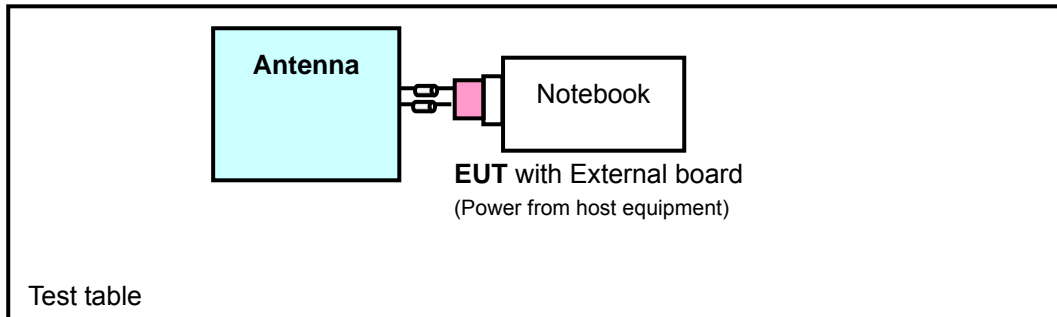 Antenna
Notebook
EUT with External board
(Power from host equipment)
Test table